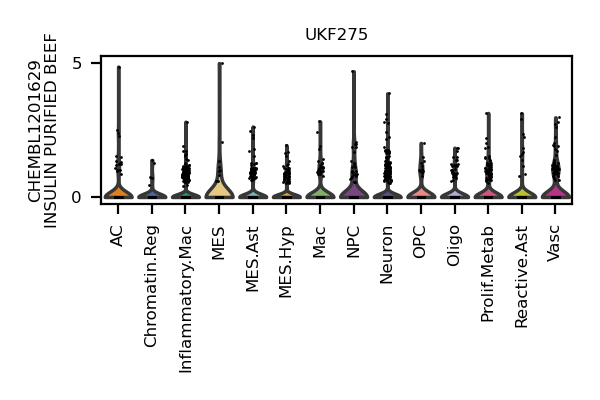 UKF275
CHEMBL1201629
INSULIN PURIFIED BEEF
5
0
AC
Chromatin.Reg
Inflammatory.Mac
MES
MES.Ast
MES.Hyp
Mac
NPC
Neuron
OPC
Oligo
Prolif.Metab
Reactive.Ast
Vasc